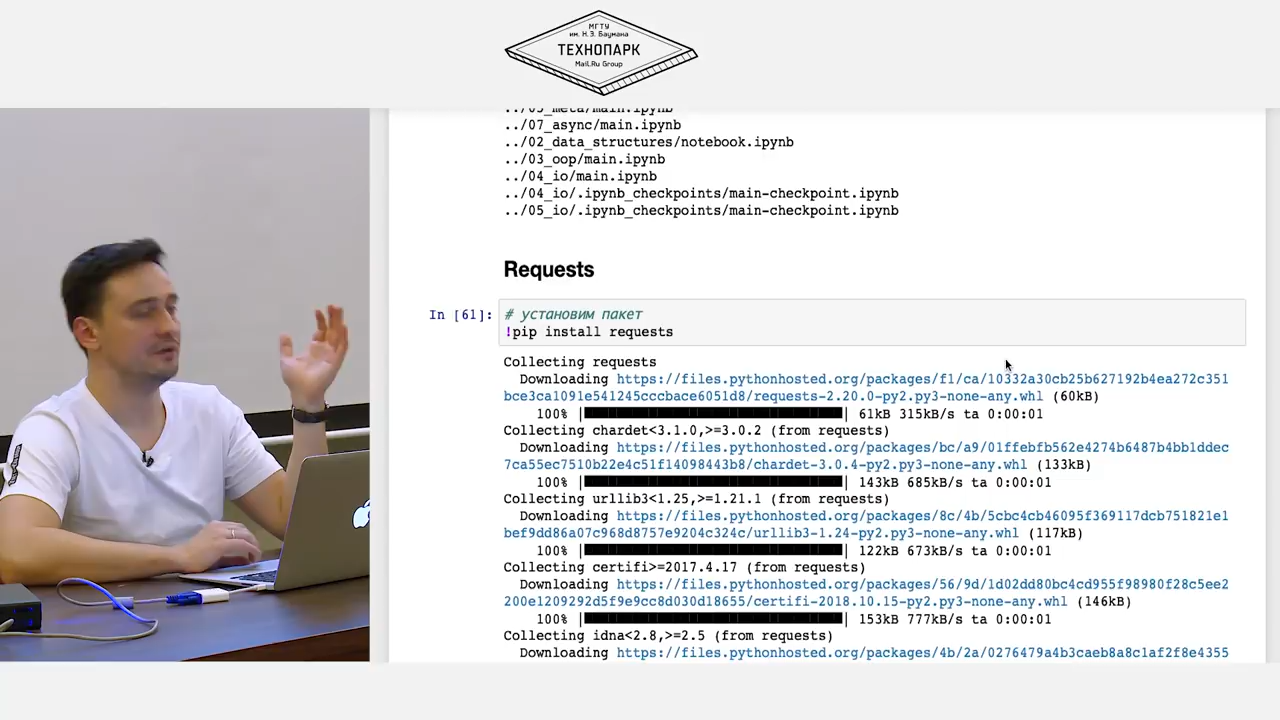 МГТУ
им. Н.Э. Баумана
ТЕХНОПАРК
Mail.Ru Group
../05_meta/main.ipynb
../07_async/main.ipynb
../02_data_structures/notebook.ipynb
../03_oop/main.ipynb
../04_io/main.ipynb
../04_io/.ipynb_checkpoints/main-checkpoint.ipynb
../05_io/.ipynb_checkpoints/main-checkpoint.ipynb
Requests
In [61]:
# установим пакет
!pip install requests
Collecting requests
Downloading https://files.pythonhosted.org/packages/f1/ca/10332a30cb25b627192b4ea272c351
bce3ca1091e541245cccbace6051d8/requests-2.20.0-py2.py3-none-any.whl (60kB)
100% |████████████████████████████████| 61kB 315kB/s ta 0:00:01
Collecting chardet<3.1.0,>=3.0.2 (from requests)
Downloading https://files.pythonhosted.org/packages/bc/a9/01ffebfb562e4274b6487b4bb1ddec
7ca55ec7510b22e4c51f14098443b8/chardet-3.0.4-py2.py3-none-any.whl (133kB)
100% |████████████████████████████████| 143kB 685kB/s ta 0:00:01
Collecting urllib3<1.25,>=1.21.1 (from requests)
Downloading https://files.pythonhosted.org/packages/8c/4b/5cbc4cb46095f369117dcb751821e1
bef9dd86a07c968d8757e9204c324c/urllib3-1.24-py2.py3-none-any.whl (117kB)
100% |████████████████████████████████| 122kB 673kB/s ta 0:00:01
Collecting certifi>=2017.4.17 (from requests)
Downloading https://files.pythonhosted.org/packages/56/9d/1d02dd80bc4cd955f98980f28c5ee2
200e1209292d5f9e9cc8d030d18655/certifi-2018.10.15-py2.py3-none-any.whl (146kB)
100% |████████████████████████████████| 153kB 777kB/s ta 0:00:01
Collecting idna<2.8,>=2.5 (from requests)
Downloading https://files.pythonhosted.org/packages/4b/2a/0276479a4b3caeb8a8c1af2f8e4355